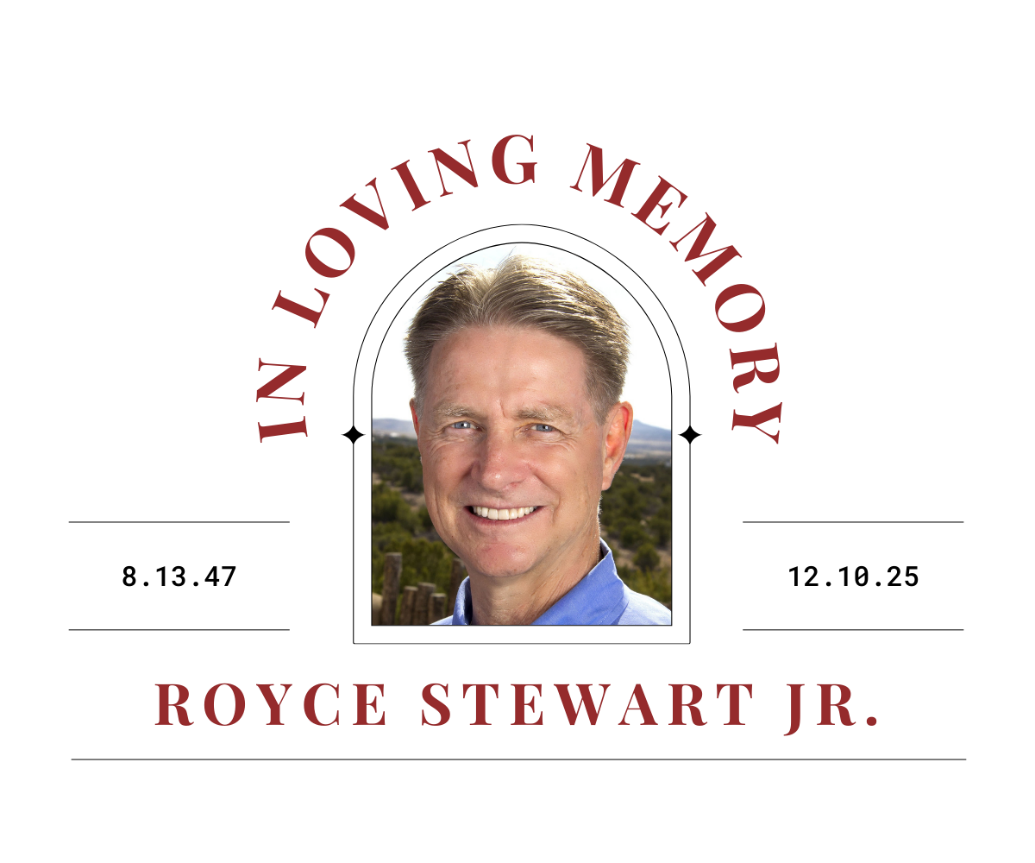 IN LOVING MEMORY
8.13.47
12.10.25
ROYCE STEWART JR.